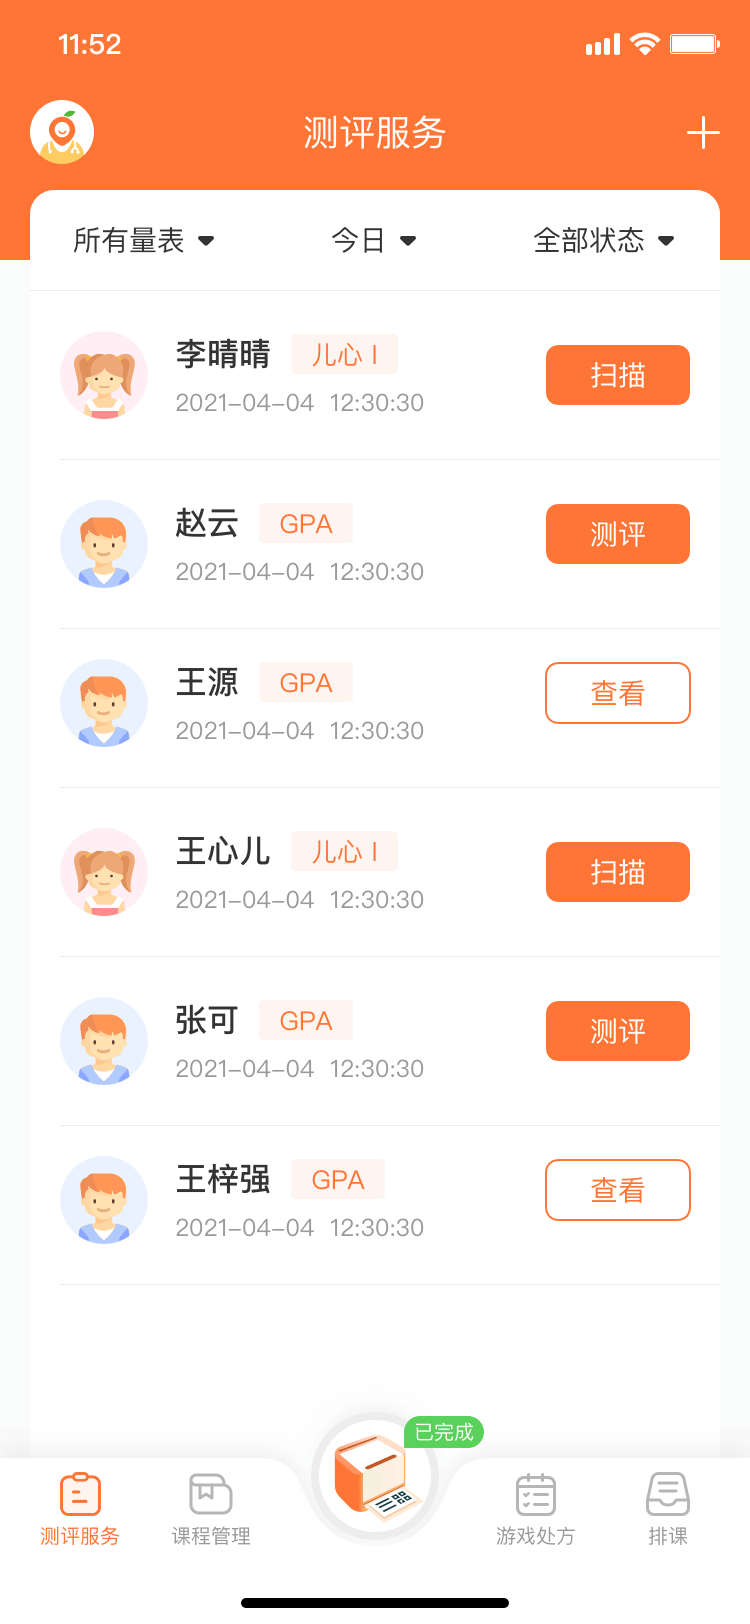 11:52
测评服务
所有量表 今日 全部状态
李晴晴 儿心 I
2021-04-04 12:30:30
扫描
赵云 GPA
2021-04-04 12:30:30
测评
王源 GPA
2021-04-04 12:30:30
查看
王心儿 儿心 I
2021-04-04 12:30:30
扫描
张可 GPA
2021-04-04 12:30:30
测评
王梓强 GPA
2021-04-04 12:30:30
查看
已完成
测评服务 课程管理 游戏处方 排课